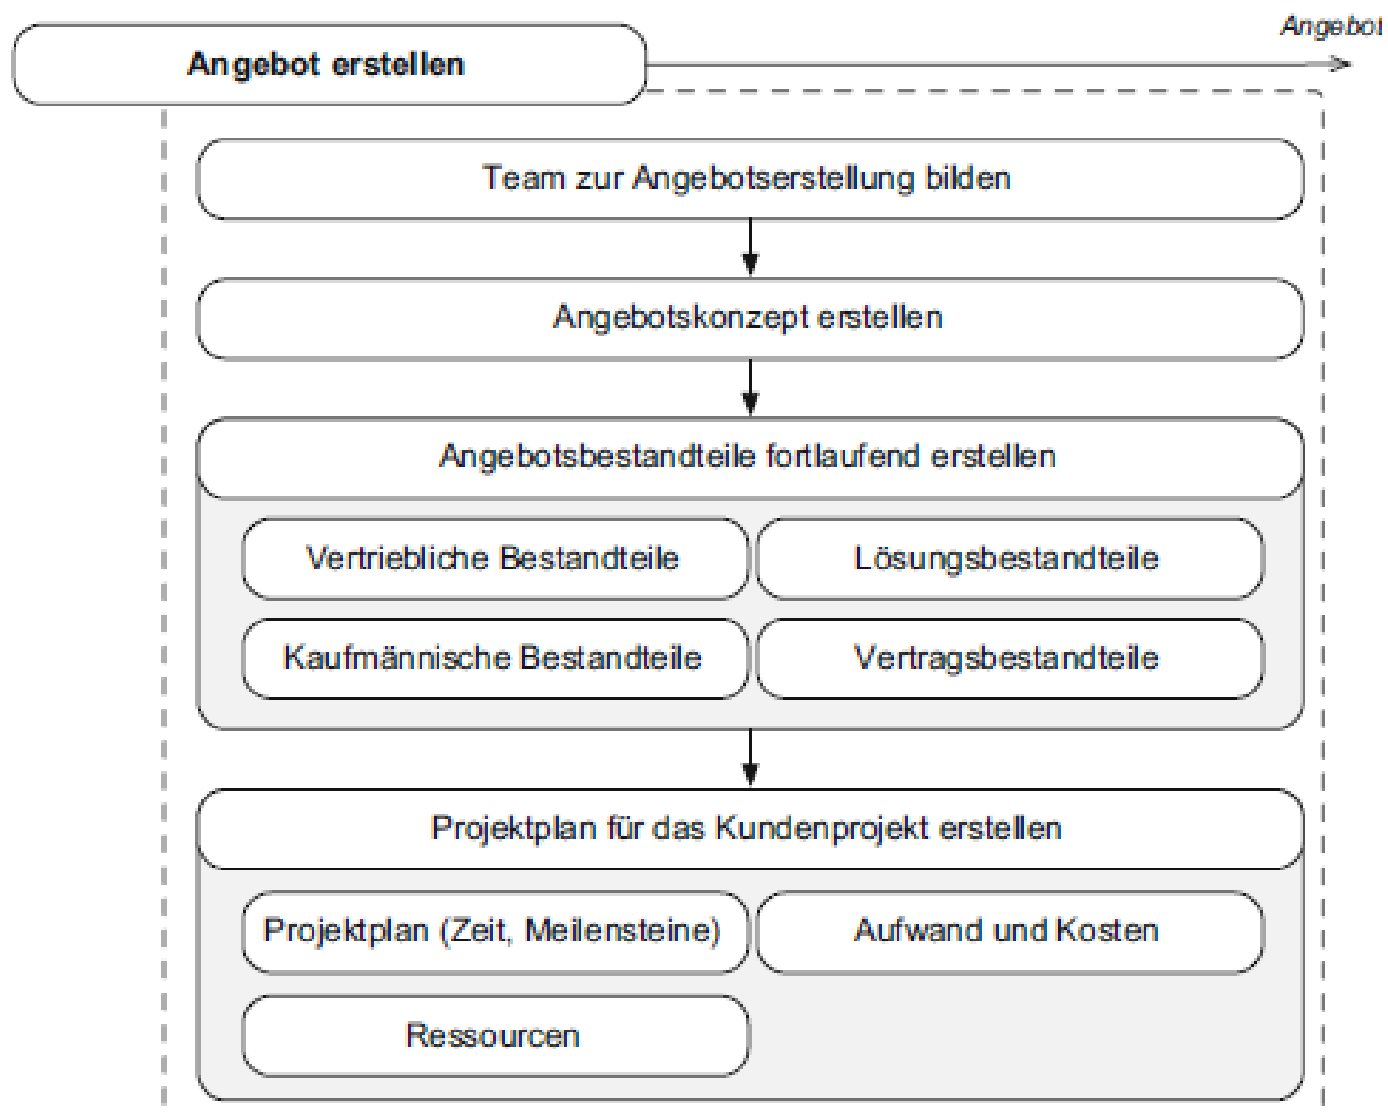 Angebot
Angebot erstellen
Team zur Angebotserstellung bilden
Angebotskonzept erstellen
Angebotsbestandteile fortlaufend erstellen
Vertriebliche Bestandteile
Lösungsbestandteile
Kaufmännische Bestandteile
Vertragsbestandteile
Projektplan für das Kundenprojekt erstellen
Projektplan (Zeit, Meilensteine)
Aufwand und Kosten
Ressourcen